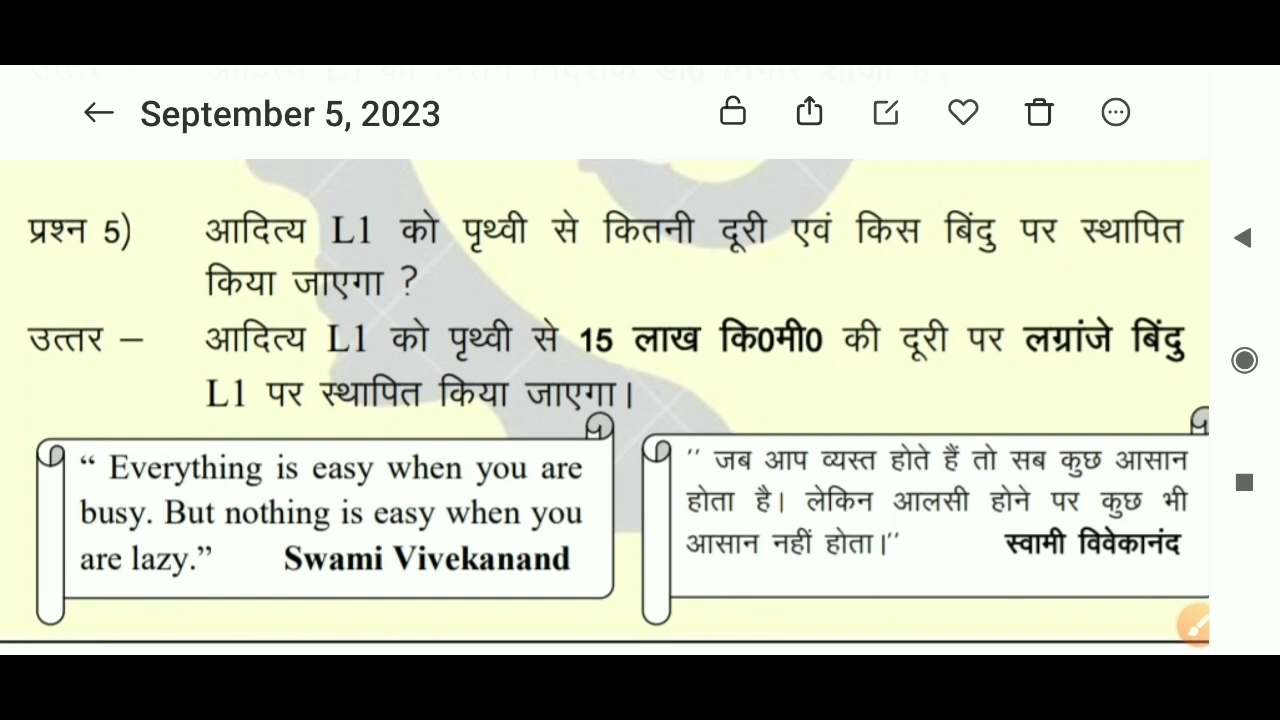 September 5, 2023
प्रश्न 5) आदित्य L1 को पृथ्वी से कितनी दूरी एवं किस बिंदु पर स्थापित
किया जाएगा ?
उत्तर – आदित्य L1 को पृथ्वी से 15 लाख कि0मी0 की दूरी पर लग्रांजे बिंदु
L1 पर स्थापित किया जाएगा।
“ Everything is easy when you are
busy. But nothing is easy when you
are lazy.” Swami Vivekanand
“ जब आप व्यस्त होते हैं तो सब कुछ आसान
होता है। लेकिन आलसी होने पर कुछ भी
आसान नहीं होता।” स्वामी विवेकानंद